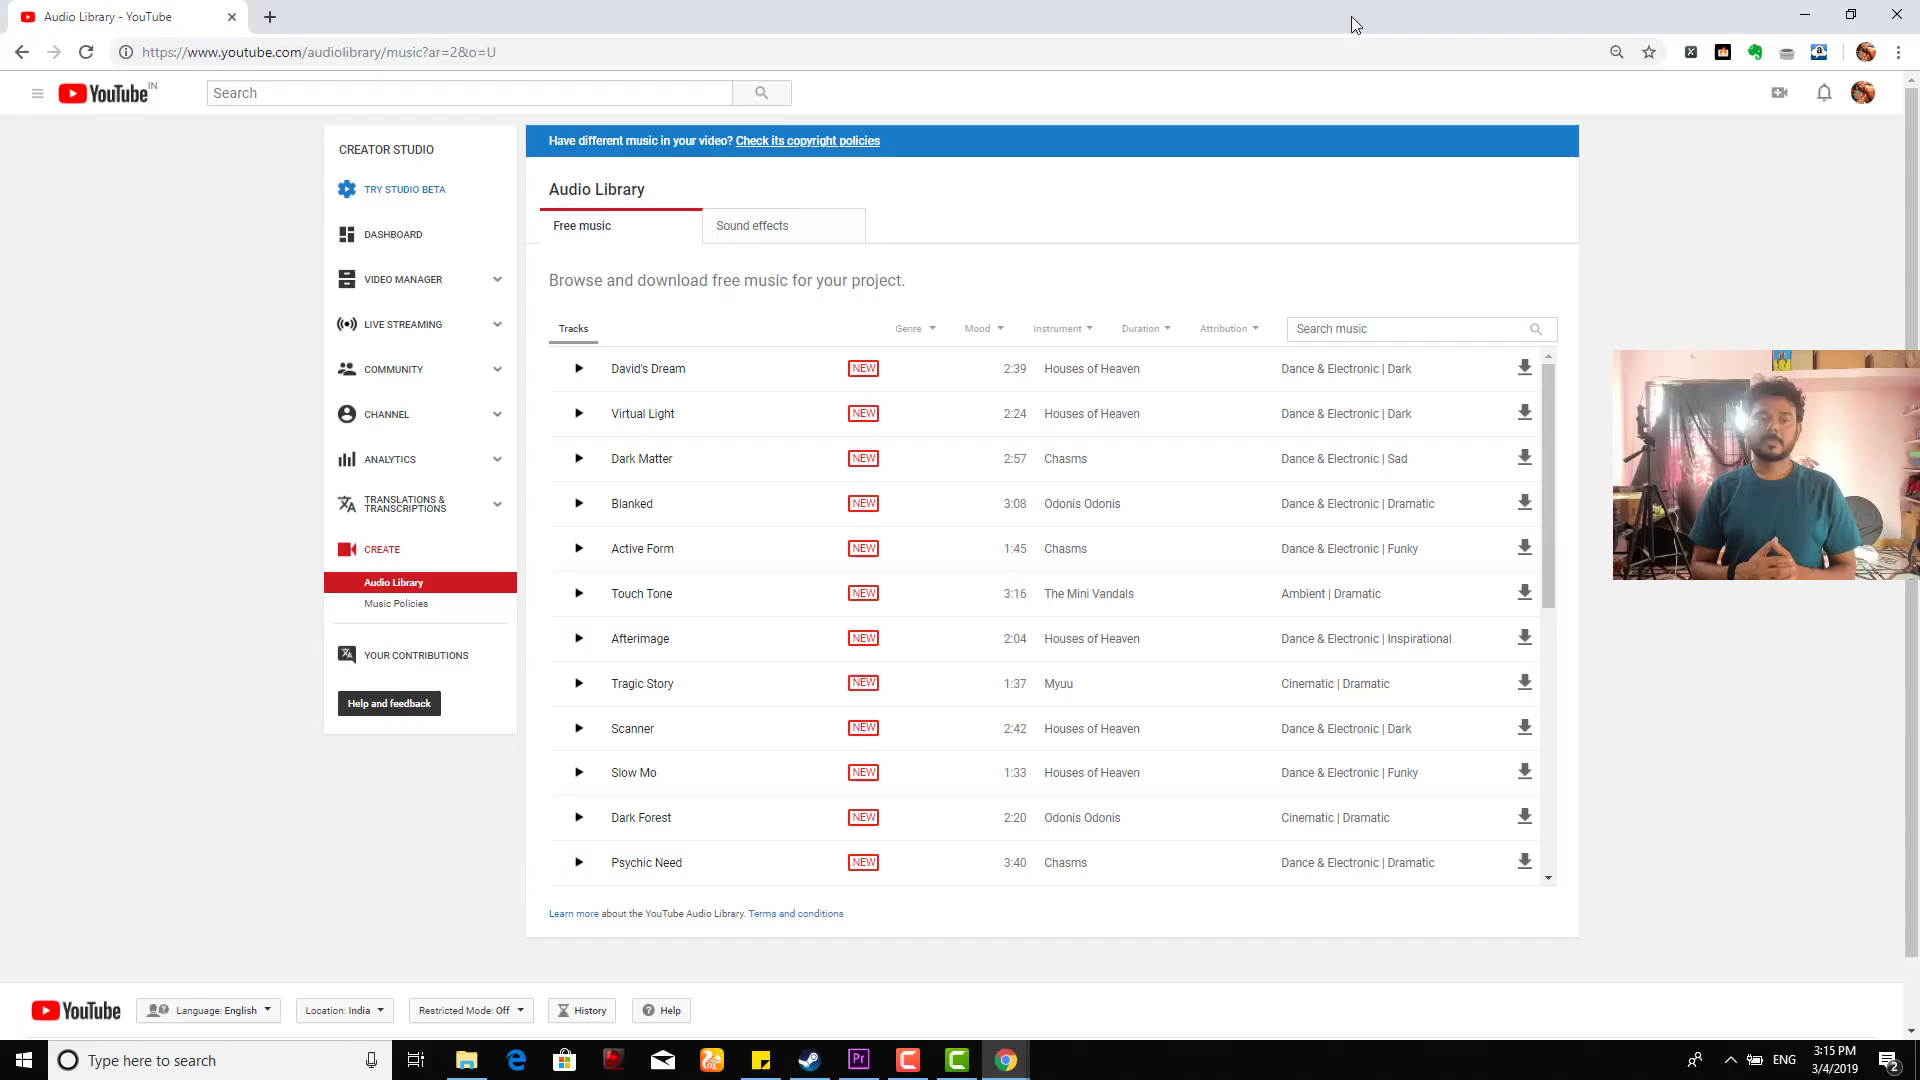 Audio Library - YouTube
https://www.youtube.com/audiolibrary/music?ar=2&o=U
YouTube IN
Search
CREATOR STUDIO
TRY STUDIO BETA
DASHBOARD
VIDEO MANAGER
LIVE STREAMING
COMMUNITY
CHANNEL
ANALYTICS
TRANSLATIONS &
TRANSCRIPTIONS
CREATE
Audio Library
Music Policies
YOUR CONTRIBUTIONS
Help and feedback
Have different music in your video? Check its copyright policies
Audio Library
Free music Sound effects
Browse and download free music for your project.
Tracks Genre Mood Instrument Duration Attribution Search music
David's Dream NEW 2:39 Houses of Heaven Dance & Electronic | Dark
Virtual Light NEW 2:24 Houses of Heaven Dance & Electronic | Dark
Dark Matter NEW 2:57 Chasms Dance & Electronic | Sad
Blanked NEW 3:08 Odonis Odonis Dance & Electronic | Dramatic
Active Form NEW 1:45 Chasms Dance & Electronic | Funky
Touch Tone NEW 3:16 The Mini Vandals Ambient | Dramatic
Afterimage NEW 2:04 Houses of Heaven Dance & Electronic | Inspirational
Tragic Story NEW 1:37 Myuu Cinematic | Dramatic
Scanner NEW 2:42 Houses of Heaven Dance & Electronic | Dark
Slow Mo NEW 1:33 Houses of Heaven Dance & Electronic | Funky
Dark Forest NEW 2:20 Odonis Odonis Cinematic | Dramatic
Psychic Need NEW 3:40 Chasms Dance & Electronic | Dramatic
Learn more about the YouTube Audio Library. Terms and conditions
YouTube Language: English Location: India Restricted Mode: Off History Help
Type here to search
Pr
ENG
3:15 PM
3/4/2019
2